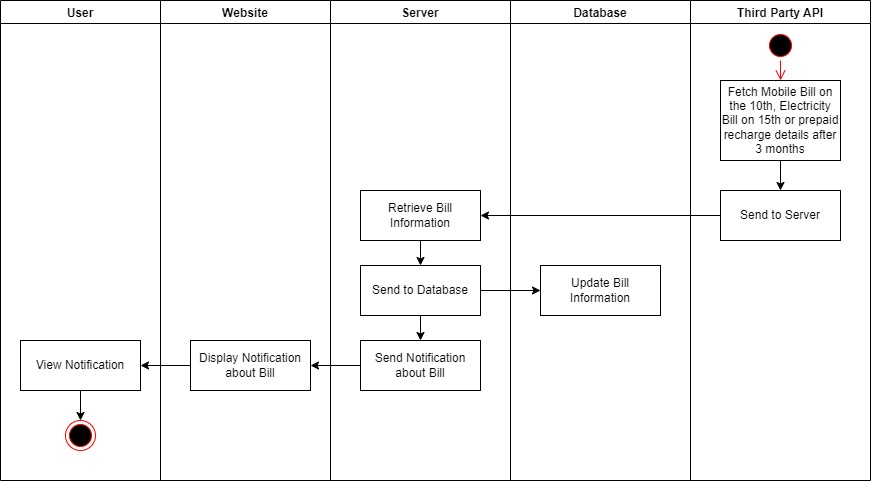 User
Website
Server
Database
Third Party API
Fetch Mobile Bill on
the 10th, Electricity
Bill on 15th or prepaid
recharge details after
3 months
Retrieve Bill
Information
Send to Server
Send to Database
Update Bill
Information
View Notification
Display Notification
about Bill
Send Notification
about Bill